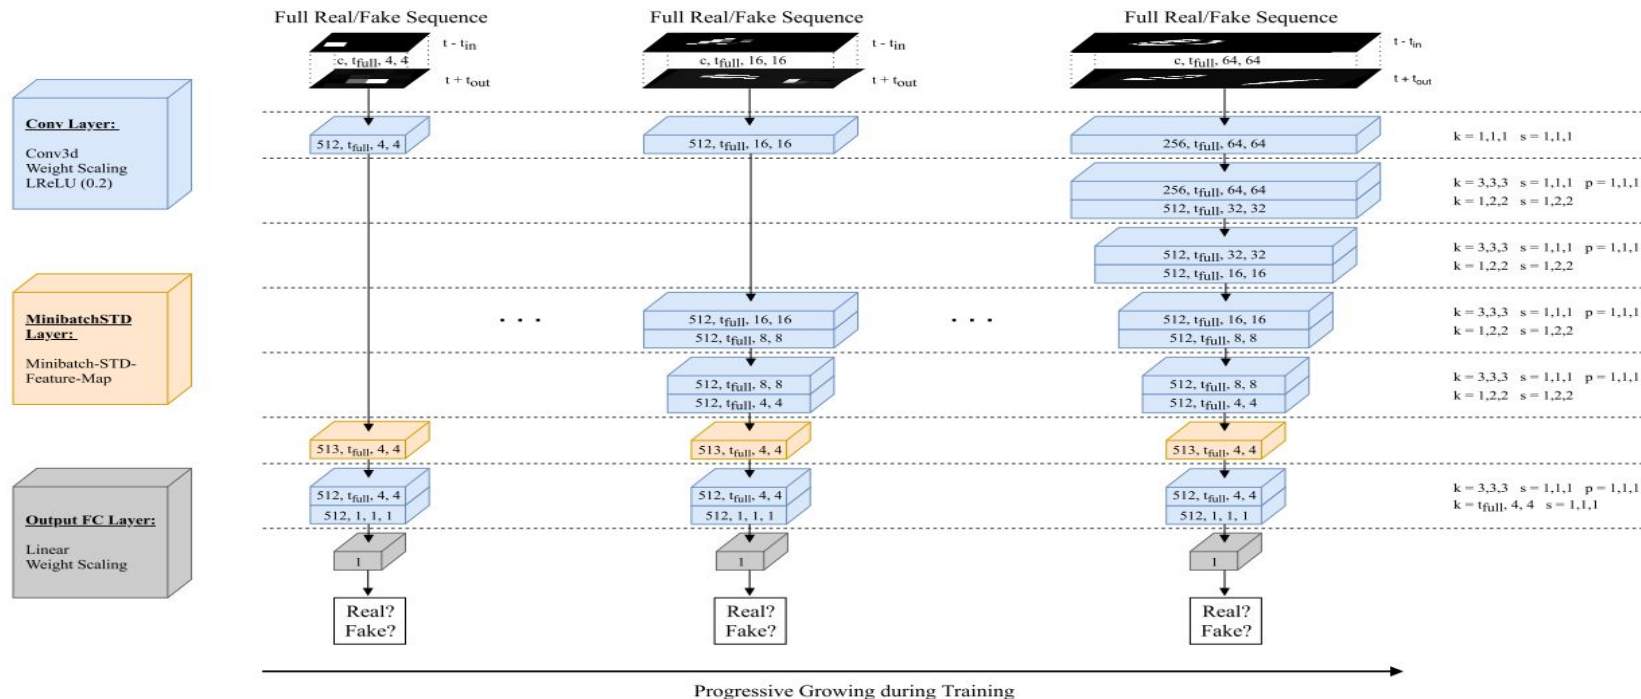 Full Real/Fake Sequence
Full Real/Fake Sequence
Full Real/Fake Sequence
t - tin
c, tfull, 4, 4
t + tout
t - tin
c, tfull, 16, 16
t + tout
t - tin
c, tfull, 64, 64
t + tout
Conv Layer:
Conv3d
Weight Scaling
LReLU (0.2)
MinibatchSTD
Layer:
Minibatch-STD-
Feature-Map
Output FC Layer:
Linear
Weight Scaling
512, tfull, 4, 4
512, tfull, 16, 16
256, tfull, 64, 64
k = 1,1,1 s = 1,1,1
256, tfull, 64, 64
512, tfull, 32, 32
k = 3,3,3 s = 1,1,1 p = 1,1,1
k = 1,2,2 s = 1,2,2
512, tfull, 32, 32
512, tfull, 16, 16
k = 3,3,3 s = 1,1,1 p = 1,1,1
k = 1,2,2 s = 1,2,2
. . .
512, tfull, 16, 16
512, tfull, 8, 8
. . .
512, tfull, 16, 16
512, tfull, 8, 8
k = 3,3,3 s = 1,1,1 p = 1,1,1
k = 1,2,2 s = 1,2,2
512, tfull, 8, 8
512, tfull, 4, 4
512, tfull, 8, 8
512, tfull, 4, 4
k = 3,3,3 s = 1,1,1 p = 1,1,1
k = 1,2,2 s = 1,2,2
513, tfull, 4, 4
513, tfull, 4, 4
513, tfull, 4, 4
512, tfull, 4, 4
512, 1, 1, 1
512, tfull, 4, 4
512, 1, 1, 1
512, tfull, 4, 4
512, 1, 1, 1
k = 3,3,3 s = 1,1,1 p = 1,1,1
k = tfull, 4, 4 s = 1,1,1
1
1
1
Real?
Fake?
Real?
Fake?
Real?
Fake?
Progressive Growing during Training